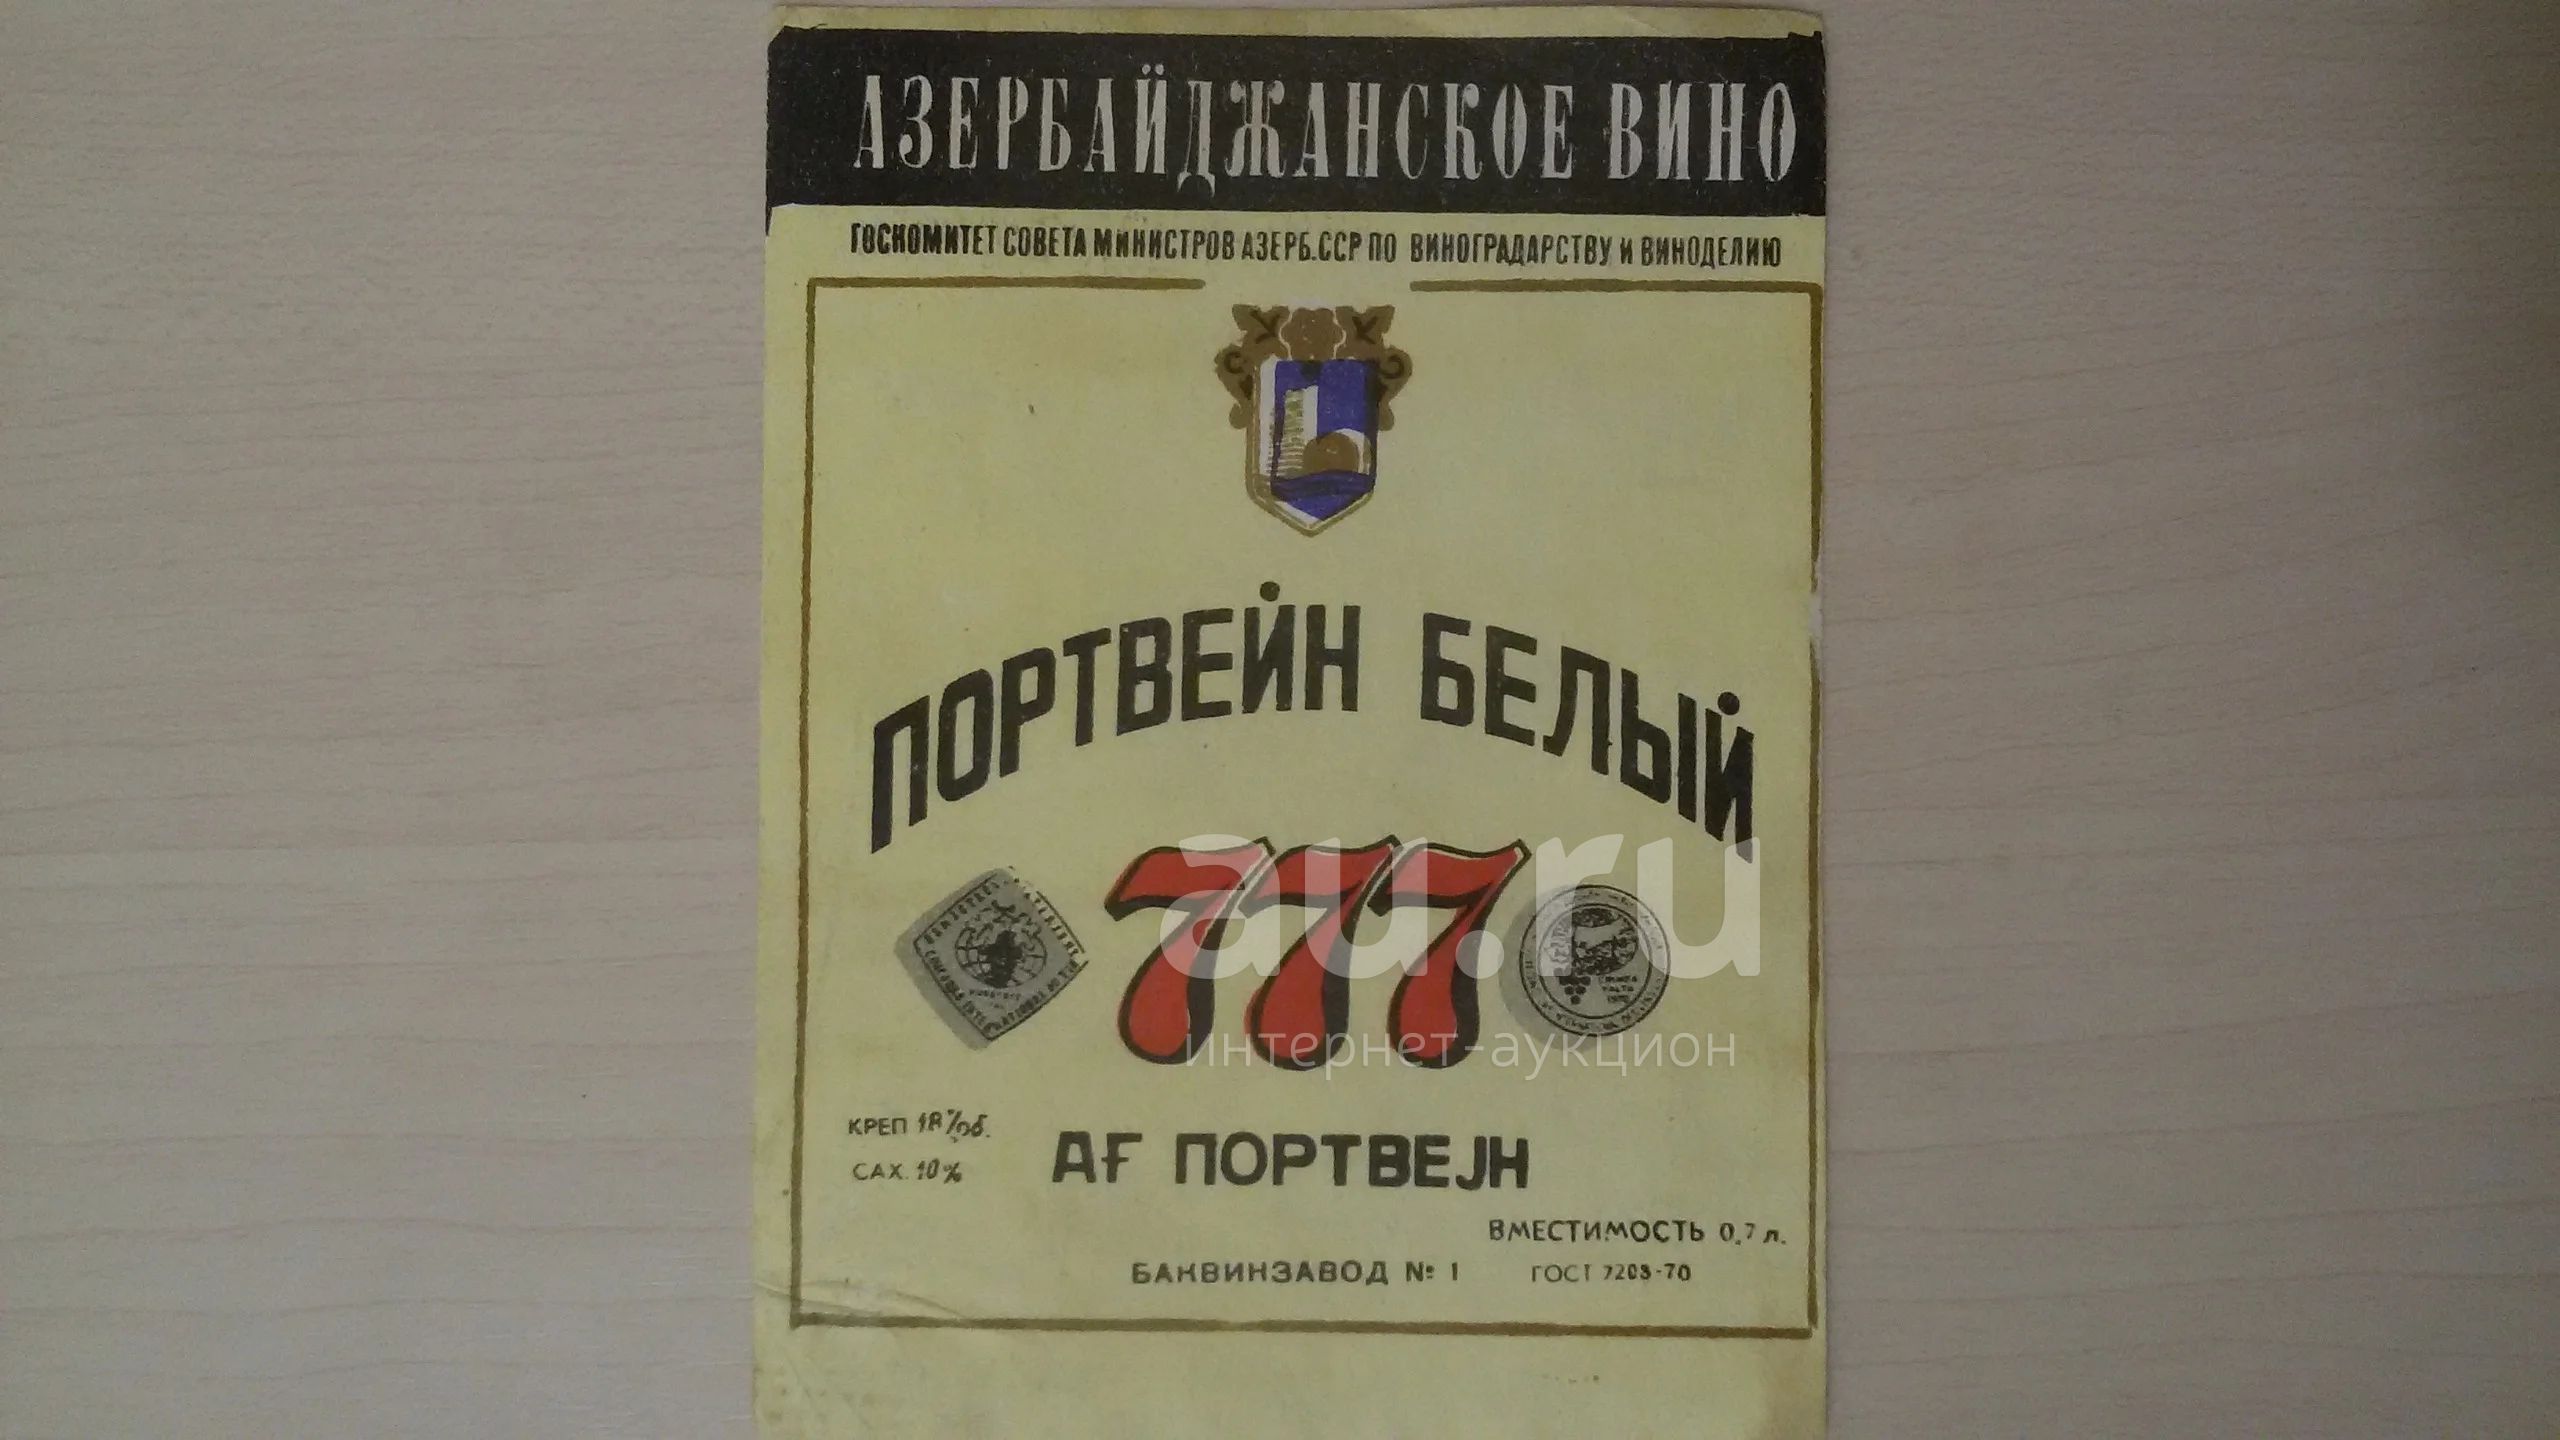 АЗЕРБАЙДЖАНСКОЕ ВИНО
ГОСКОМИТЕТ СОВЕТА МИНИСТРОВ АЗЕРБ.ССР ПО ВИНОГРАДАРСТВУ И ВИНОДЕЛИЮ
ПОРТВЕЙН БЕЛЫЙ
777
au.ru
интернет-аукцион
КРЕП 18%об.
САХ. 10%
АҒ ПОРТВЕЈН
ВМЕСТИМОСТЬ 0,7 л.
БАКВИНЗАВОД № 1
ГОСТ 7208-70